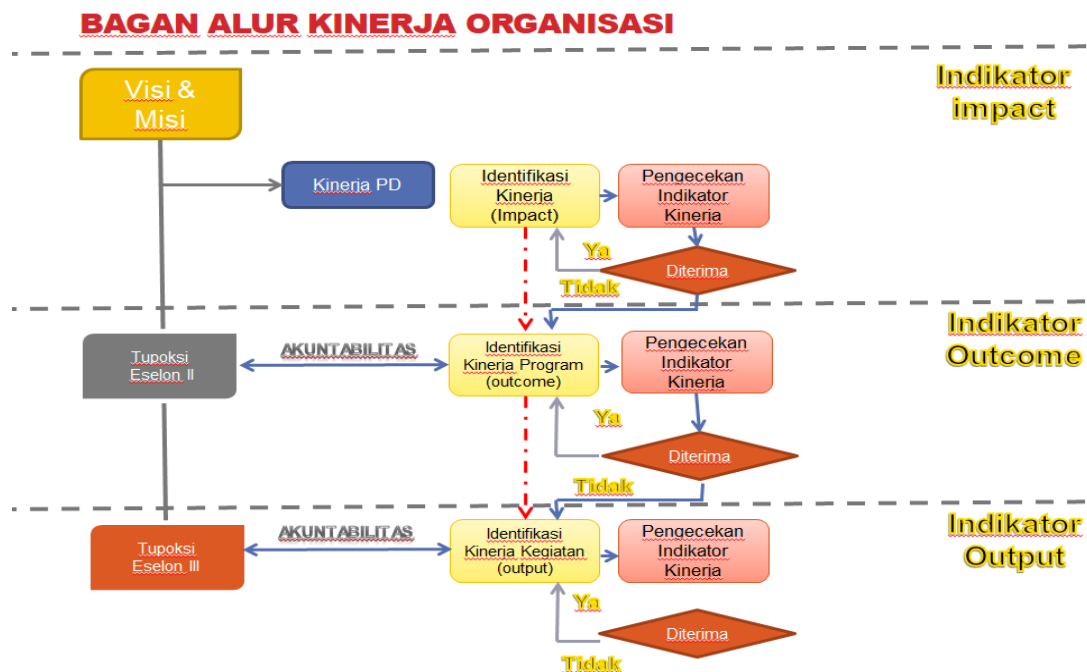 BAGAN ALUR KINERJA ORGANISASI
Visi &
Misi
Indikator
impact
Kinerja PD
Identifikasi
Kinerja
(Impact)
Pengecekan
Indikator
Kinerja
Ya
Diterima
Tidak
Indikator
Outcome
Tupoksi
Eselon II
AKUNTABILITAS
Identifikasi
Kinerja Program
(outcome)
Pengecekan
Indikator
Kinerja
Ya
Diterima
Tidak
Indikator
Output
Tupoksi
Eselon III
AKUNTABILITAS
Identifikasi
Kinerja Kegiatan
(output)
Pengecekan
Indikator
Kinerja
Ya
Diterima
Tidak